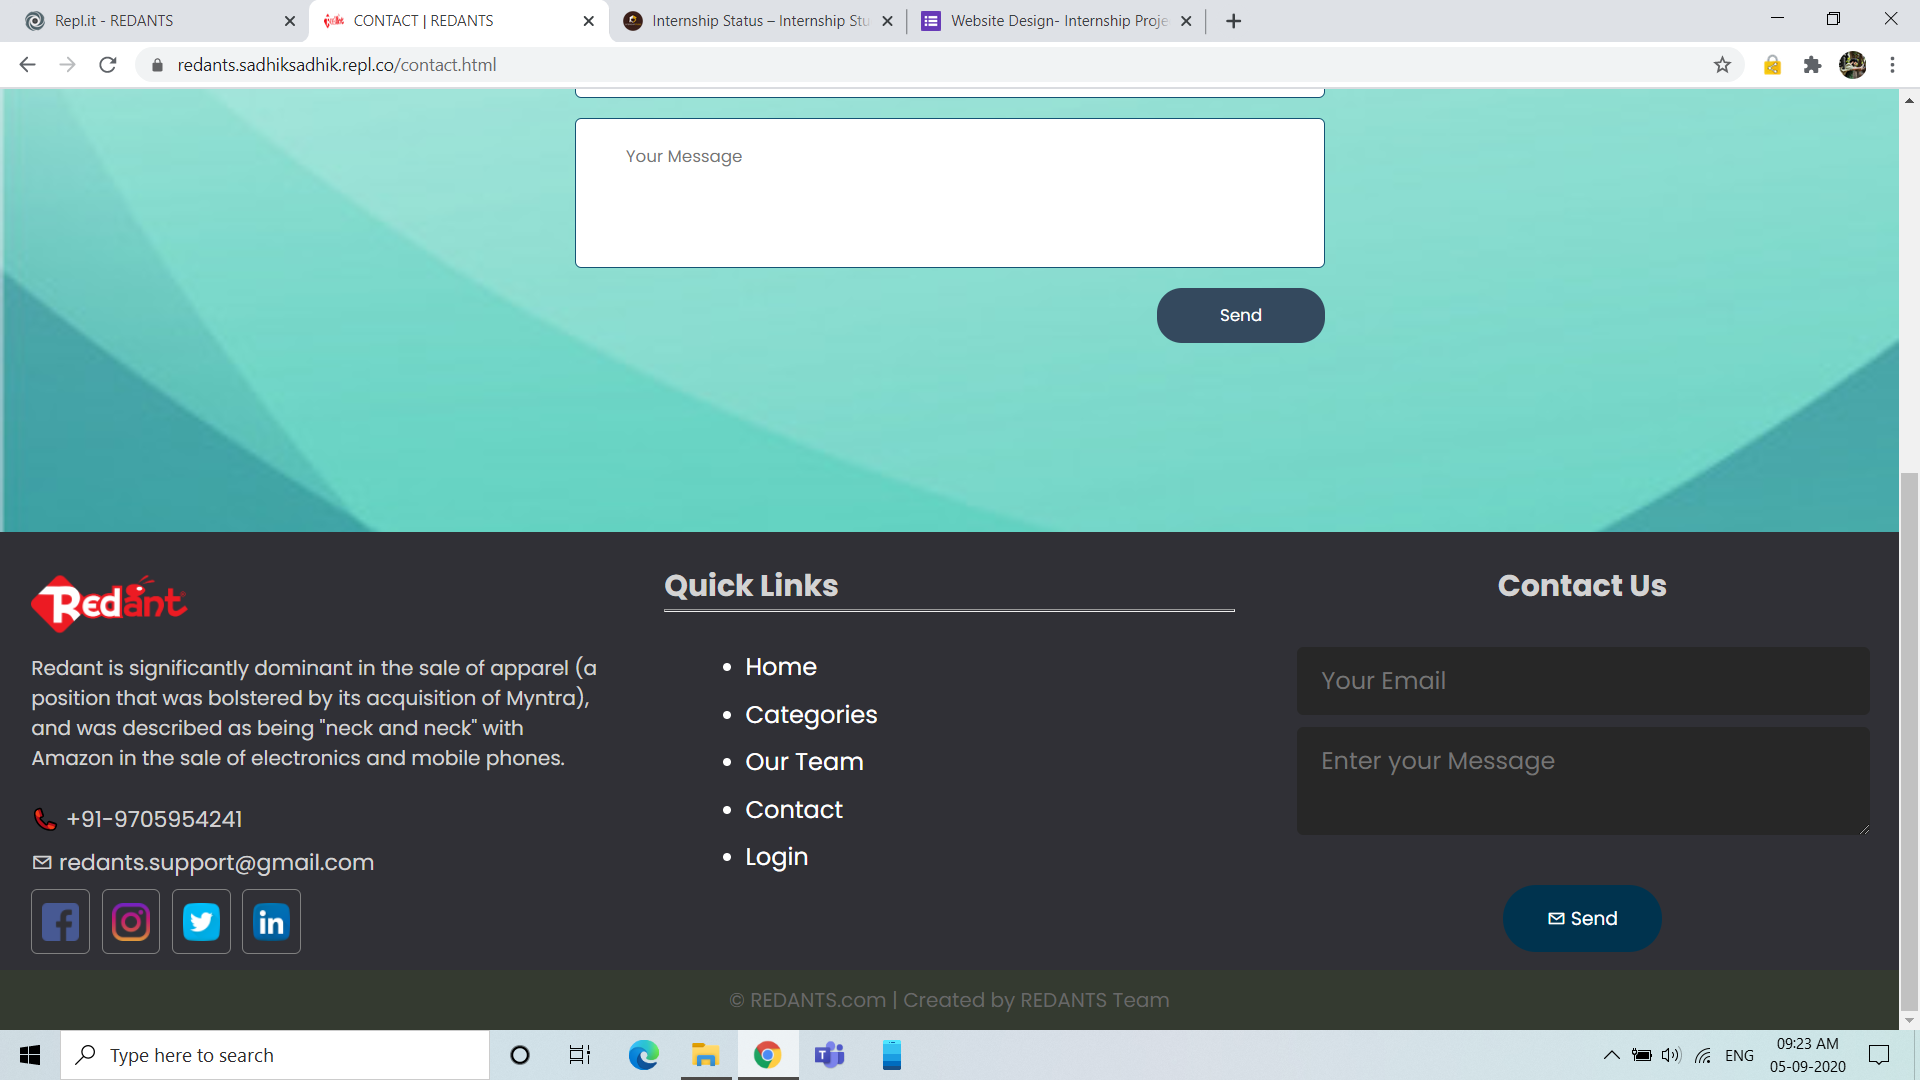 Repl.it - REDANTS
CONTACT | REDANTS
Internship Status – Internship Stu
Website Design- Internship Proje
redants.sadhiksadhik.repl.co/contact.html
Your Message
Send
Redant
Redant is significantly dominant in the sale of apparel (a
position that was bolstered by its acquisition of Myntra),
and was described as being "neck and neck" with
Amazon in the sale of electronics and mobile phones.
+91-9705954241
redants.support@gmail.com
Quick Links
Home
Categories
Our Team
Contact
Login
Contact Us
Your Email
Enter your Message
Send
© REDANTS.com | Created by REDANTS Team
Type here to search
ENG
09:23 AM
05-09-2020